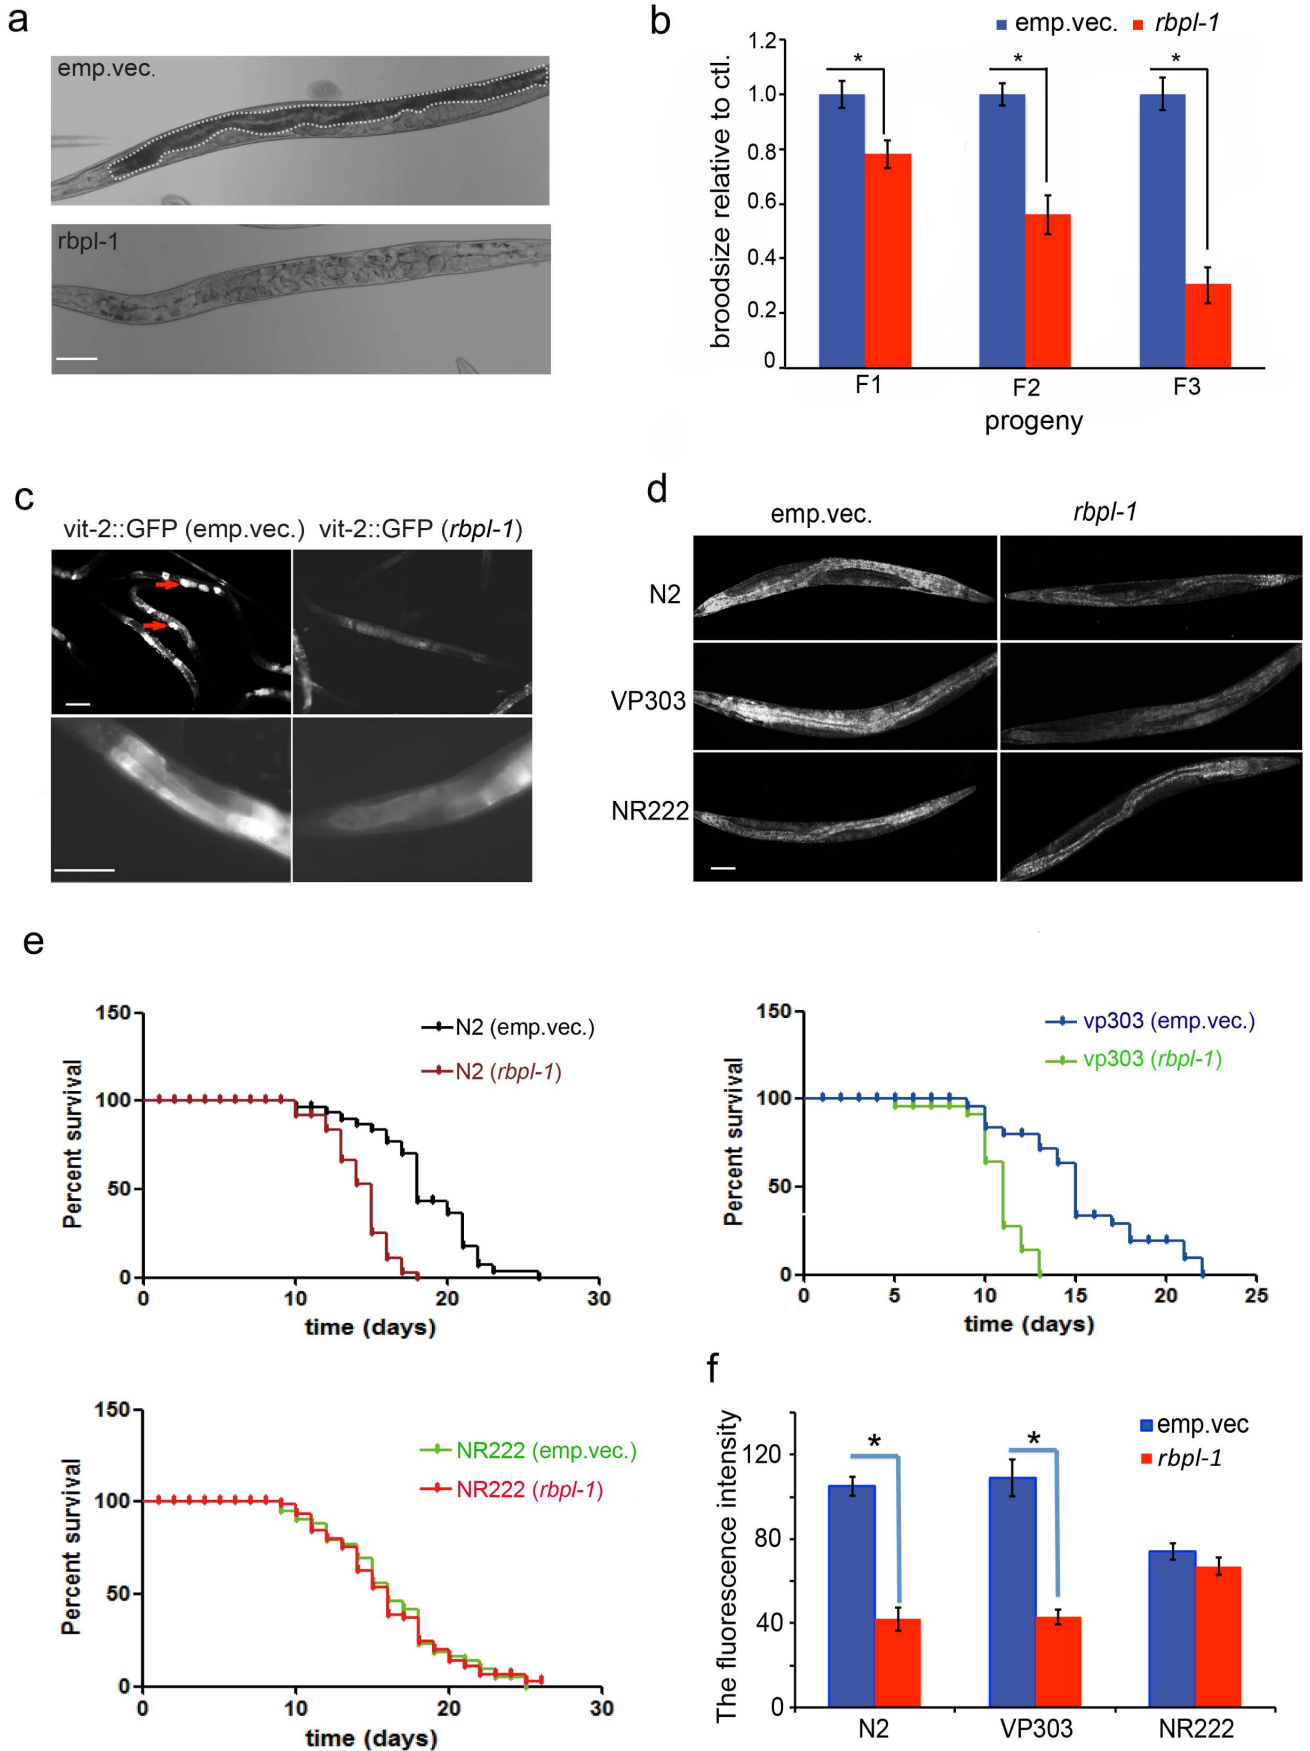 a
emp.vec.
rbpl-1
b
emp.vec. rbpl-1
broodsize relative to ctl.
1.2
1.0
0.8
0.6
0.4
0.2
0
* * *
F1 F2 F3
progeny
c
vit-2::GFP (emp.vec.) vit-2::GFP (rbpl-1)
d
emp.vec. rbpl-1
N2
VP303
NR222
e
N2 (emp.vec.)
N2 (rbpl-1)
Percent survival
150
100
50
0
0 10 20 30
time (days)
vp303 (emp.vec.)
vp303 (rbpl-1)
Percent survival
150
100
50
0
0 5 10 15 20 25
time (days)
NR222 (emp.vec.)
NR222 (rbpl-1)
Percent survival
150
100
50
0
0 10 20 30
time (days)
f
emp.vec
rbpl-1
The fluorescence intensity
120
80
40
0
* *
N2 VP303 NR222